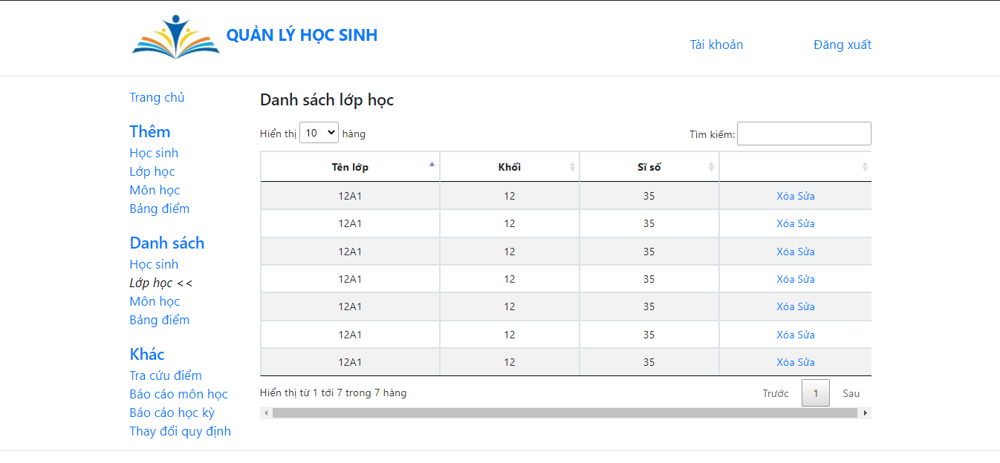 QUẢN LÝ HỌC SINH
Tài khoản Đăng xuất
Trang chủ
Thêm
Học sinh
Lớp học
Môn học
Bảng điểm
Danh sách
Học sinh
Lớp học <<
Môn học
Bảng điểm
Khác
Tra cứu điểm
Báo cáo môn học
Báo cáo học kỳ
Thay đổi quy định
Danh sách lớp học
Hiển thị 10 hàng Tìm kiếm:
Tên lớp Khối Sĩ số
12A1 12 35 Xóa Sửa
12A1 12 35 Xóa Sửa
12A1 12 35 Xóa Sửa
12A1 12 35 Xóa Sửa
12A1 12 35 Xóa Sửa
12A1 12 35 Xóa Sửa
12A1 12 35 Xóa Sửa
Hiển thị từ 1 tới 7 trong 7 hàng Trước 1 Sau